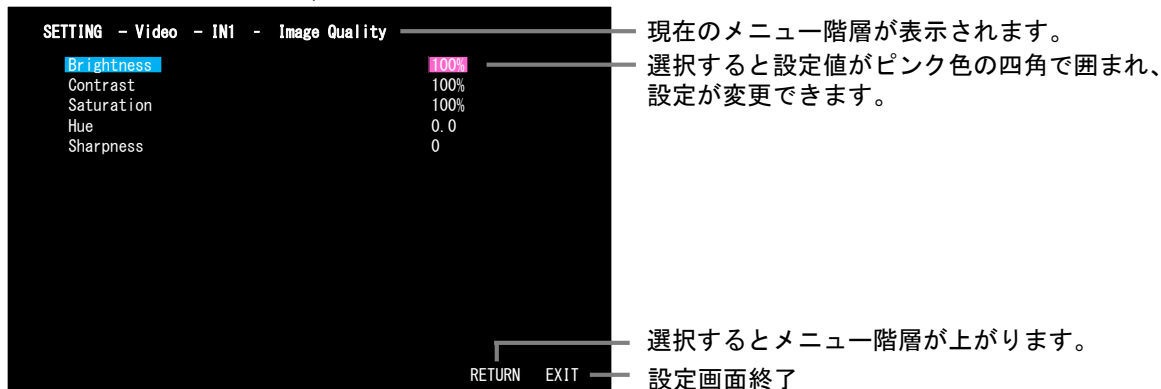 SETTING - Video - IN1 - Image Quality
現在のメニュー階層が表示されます。
Brightness 100%
選択すると設定値がピンク色の四角で囲まれ、
設定が変更できます。
Contrast 100%
Saturation 100%
Hue 0.0
Sharpness 0
選択するとメニュー階層が上がります。
RETURN EXIT
設定画面終了